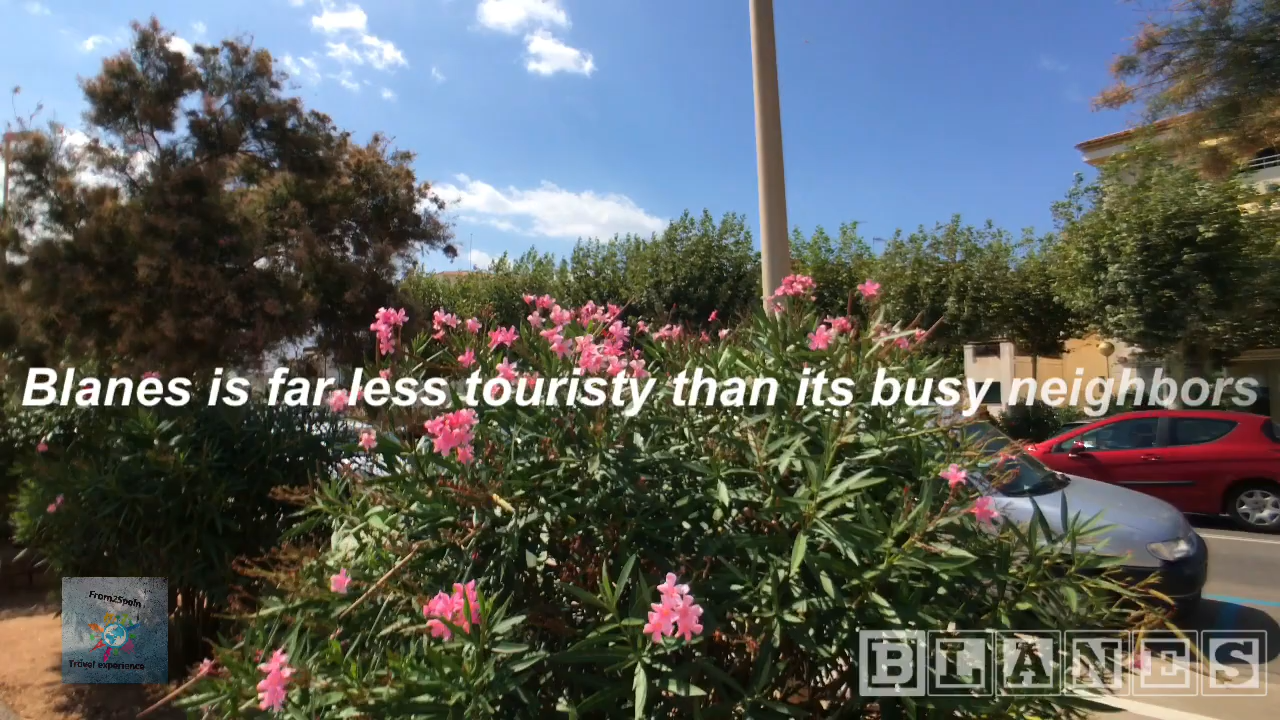 Blanes is far less touristy than its busy neighbors
From2Spain
Travel experience
BLANES